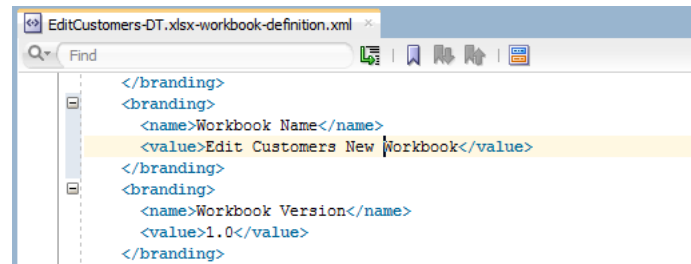 EditCustomers-DT.xlsx-workbook-definition.xml
Find
</branding>
<branding>
<name>Workbook Name</name>
<value>Edit Customers New Workbook</value>
</branding>
<branding>
<name>Workbook Version</name>
<value>1.0</value>
</branding>